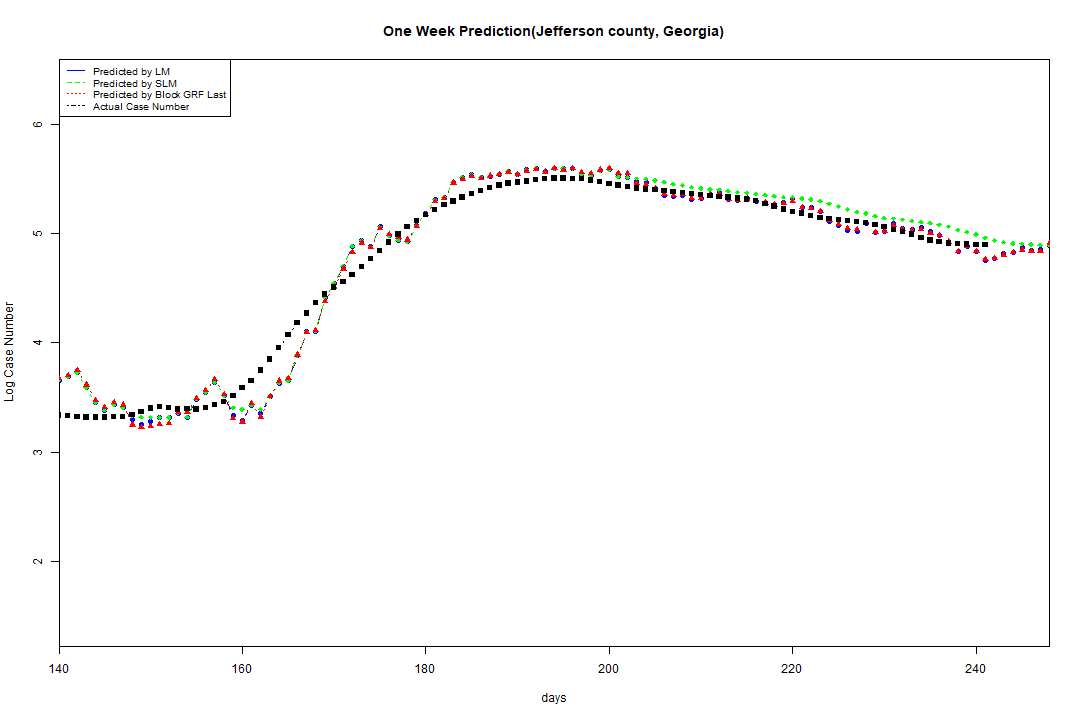 One Week Prediction(Jefferson county, Georgia)
Predicted by LM
Predicted by SLM
Predicted by Block GRF Last
Actual Case Number
6
5
4
3
2
Log Case Number
140 160 180 200 220 240
days